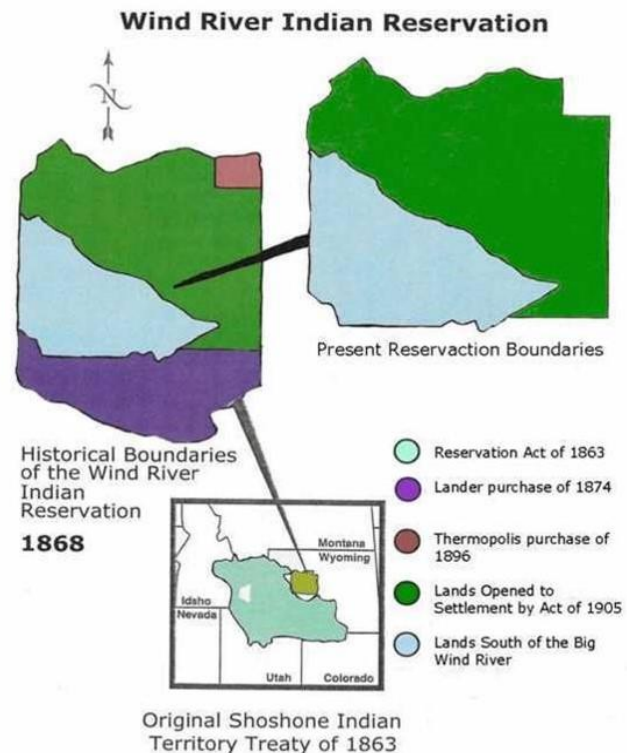 Wind River Indian Reservation
N
Present Reservaction Boundaries
Historical Boundaries
of the Wind River
Indian
Reservation
1868
Reservation Act of 1863
Lander purchase of 1874
Thermopolis purchase of
1896
Lands Opened to
Settlement by Act of 1905
Lands South of the Big
Wind River
Montana
Wyoming
Idaho
Nevada
Utah
Colorado
Original Shoshone Indian
Territory Treaty of 1863